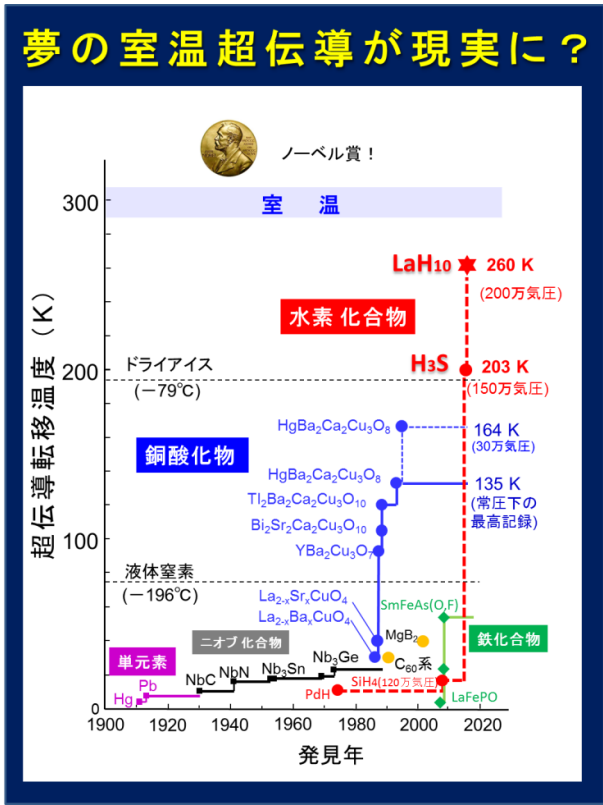 夢の室温超伝導が現実に？
ノーベル賞！
室　温
LaH₁₀ 260 K
(200万気圧)
水素 化合物
H₃S 203 K
(150万気圧)
ドライアイス
(－79℃)
HgBa₂Ca₂Cu₃O₈
164 K
(30万気圧)
銅酸化物
HgBa₂Ca₂Cu₃O₈
135 K
(常圧下の
最高記録)
Tl₂Ba₂Ca₂Cu₃O₁₀
Bi₂Sr₂Ca₂Cu₃O₁₀
YBa₂Cu₃O₇
液体窒素
(－196℃)
La₂₋ₓSrₓCuO₄
La₂₋ₓBaₓCuO₄
SmFeAs(O,F)
MgB₂
鉄化合物
ニオブ 化合物
単元素
C₆₀系
Nb₃Ge
Nb₃Sn
NbN
NbC
Pb
Hg
SiH₄(120万気圧)
PdH
LaFePO
超伝導転移温度（K）
300
200
100
0
1900 1920 1940 1960 1980 2000 2020
発見年